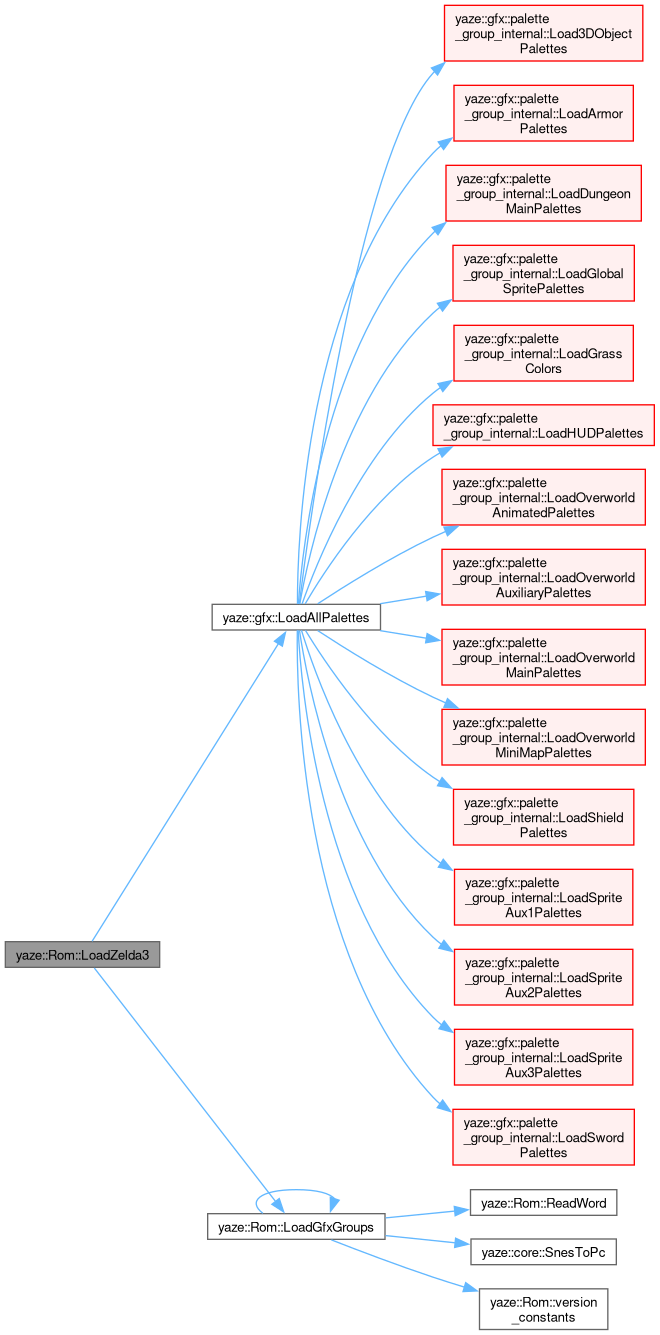 yaze::gfx::palette
_group_internal::Load3DObject
Palettes
yaze::gfx::palette
_group_internal::LoadArmor
Palettes
yaze::gfx::palette
_group_internal::LoadDungeon
MainPalettes
yaze::gfx::palette
_group_internal::LoadGlobal
SpritePalettes
yaze::gfx::palette
_group_internal::LoadGrass
Colors
yaze::gfx::palette
_group_internal::LoadHUDPalettes
yaze::gfx::palette
_group_internal::LoadOverworld
AnimatedPalettes
yaze::gfx::palette
_group_internal::LoadOverworld
AuxiliaryPalettes
yaze::gfx::LoadAllPalettes
yaze::gfx::palette
_group_internal::LoadOverworld
MainPalettes
yaze::gfx::palette
_group_internal::LoadOverworld
MiniMapPalettes
yaze::gfx::palette
_group_internal::LoadShield
Palettes
yaze::gfx::palette
_group_internal::LoadSprite
Aux1Palettes
yaze::Rom::LoadZelda3
yaze::gfx::palette
_group_internal::LoadSprite
Aux2Palettes
yaze::gfx::palette
_group_internal::LoadSprite
Aux3Palettes
yaze::gfx::palette
_group_internal::LoadSword
Palettes
yaze::Rom::LoadGfxGroups
yaze::Rom::ReadWord
yaze::core::SnesToPc
yaze::Rom::version
_constants